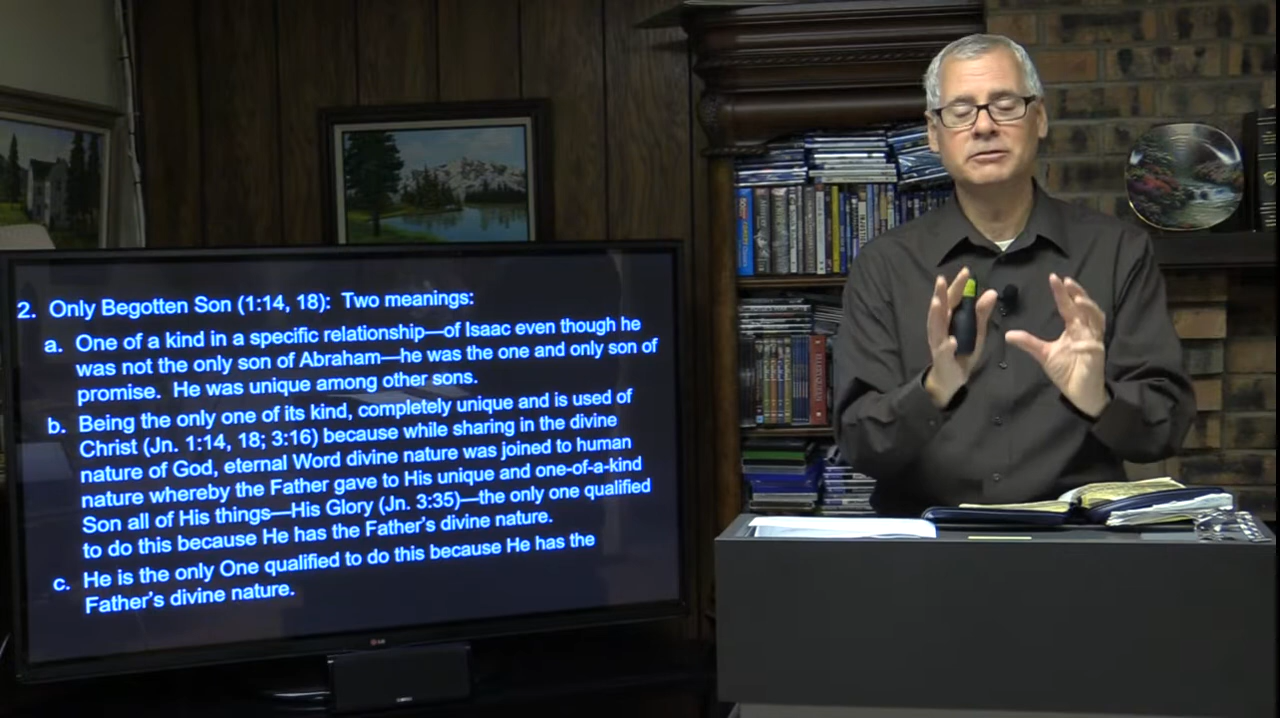 2. Only Begotten Son (1:14, 18): Two meanings:
a. One of a kind in a specific relationship—of Isaac even though he
was not the only son of Abraham—he was the one and only son of
promise. He was unique among other sons.
b. Being the only one of its kind, completely unique and is used of
Christ (Jn. 1:14, 18; 3:16) because while sharing in the divine
nature of God, eternal Word divine nature was joined to human
nature whereby the Father gave to His unique and one-of-a-kind
Son all of His things—His Glory (Jn. 3:35)—the only one qualified
to do this because He has the Father's divine nature.
c. He is the only One qualified to do this because He has the
Father's divine nature.
LG